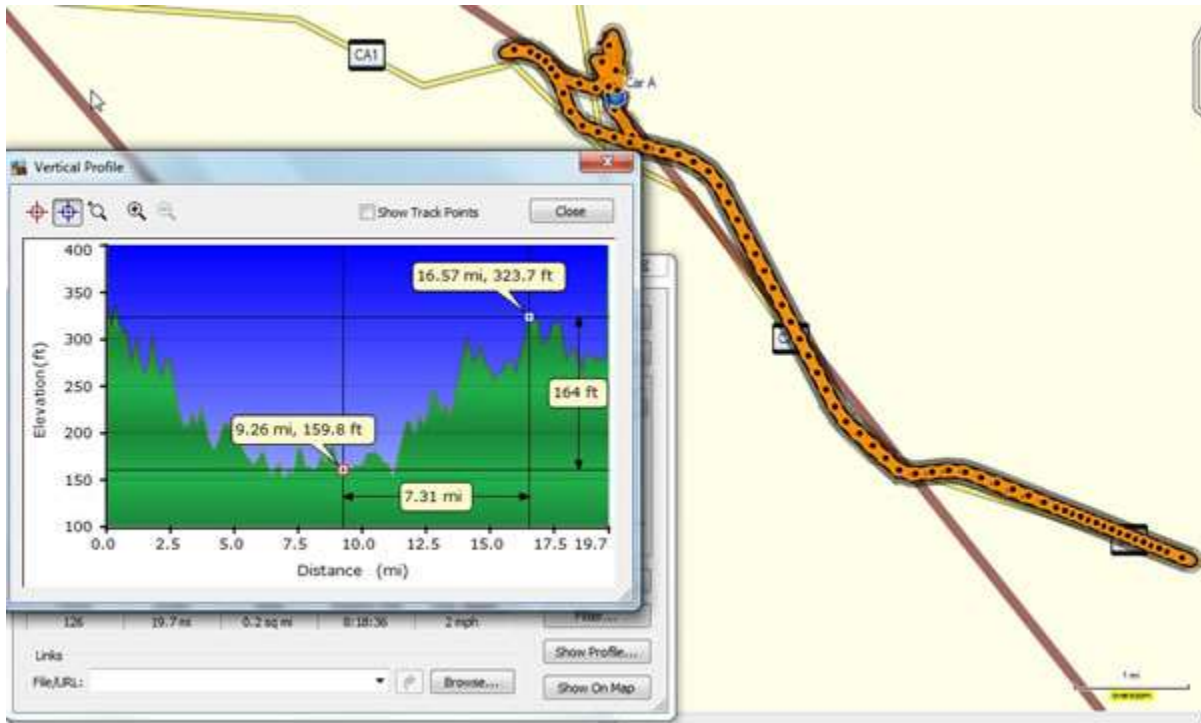 CA1
Car A
Vertical Profile
Show Track Points
Close
400
350
300
250
200
150
100
Elevation(ft)
16.57 mi, 323.7 ft
164 ft
9.26 mi, 159.8 ft
7.31 mi
0.0 2.5 5.0 7.5 10.0 12.5 15.0 17.5 19.7
Distance (mi)
126 19.7 mi 0.2 sq mi 8:18:36 2 mph
Filter...
Links
Show Profile...
File/URL:
Browse...
Show On Map
1 mi
overzoom